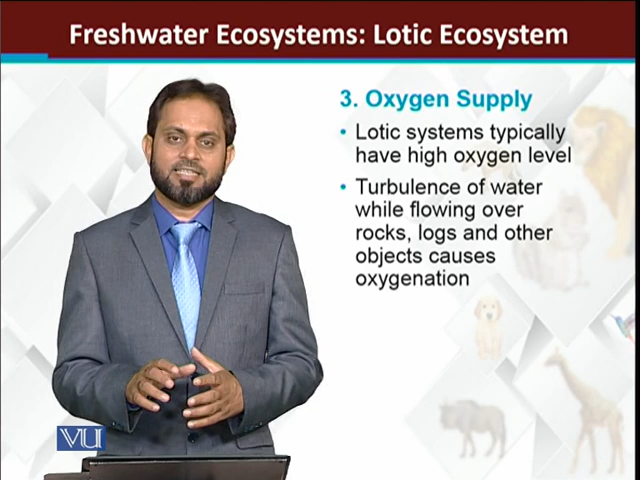 Freshwater Ecosystems: Lotic Ecosystem
3. Oxygen Supply
• Lotic systems typically
have high oxygen level
• Turbulence of water
while flowing over
rocks, logs and other
objects causes
oxygenation
VU